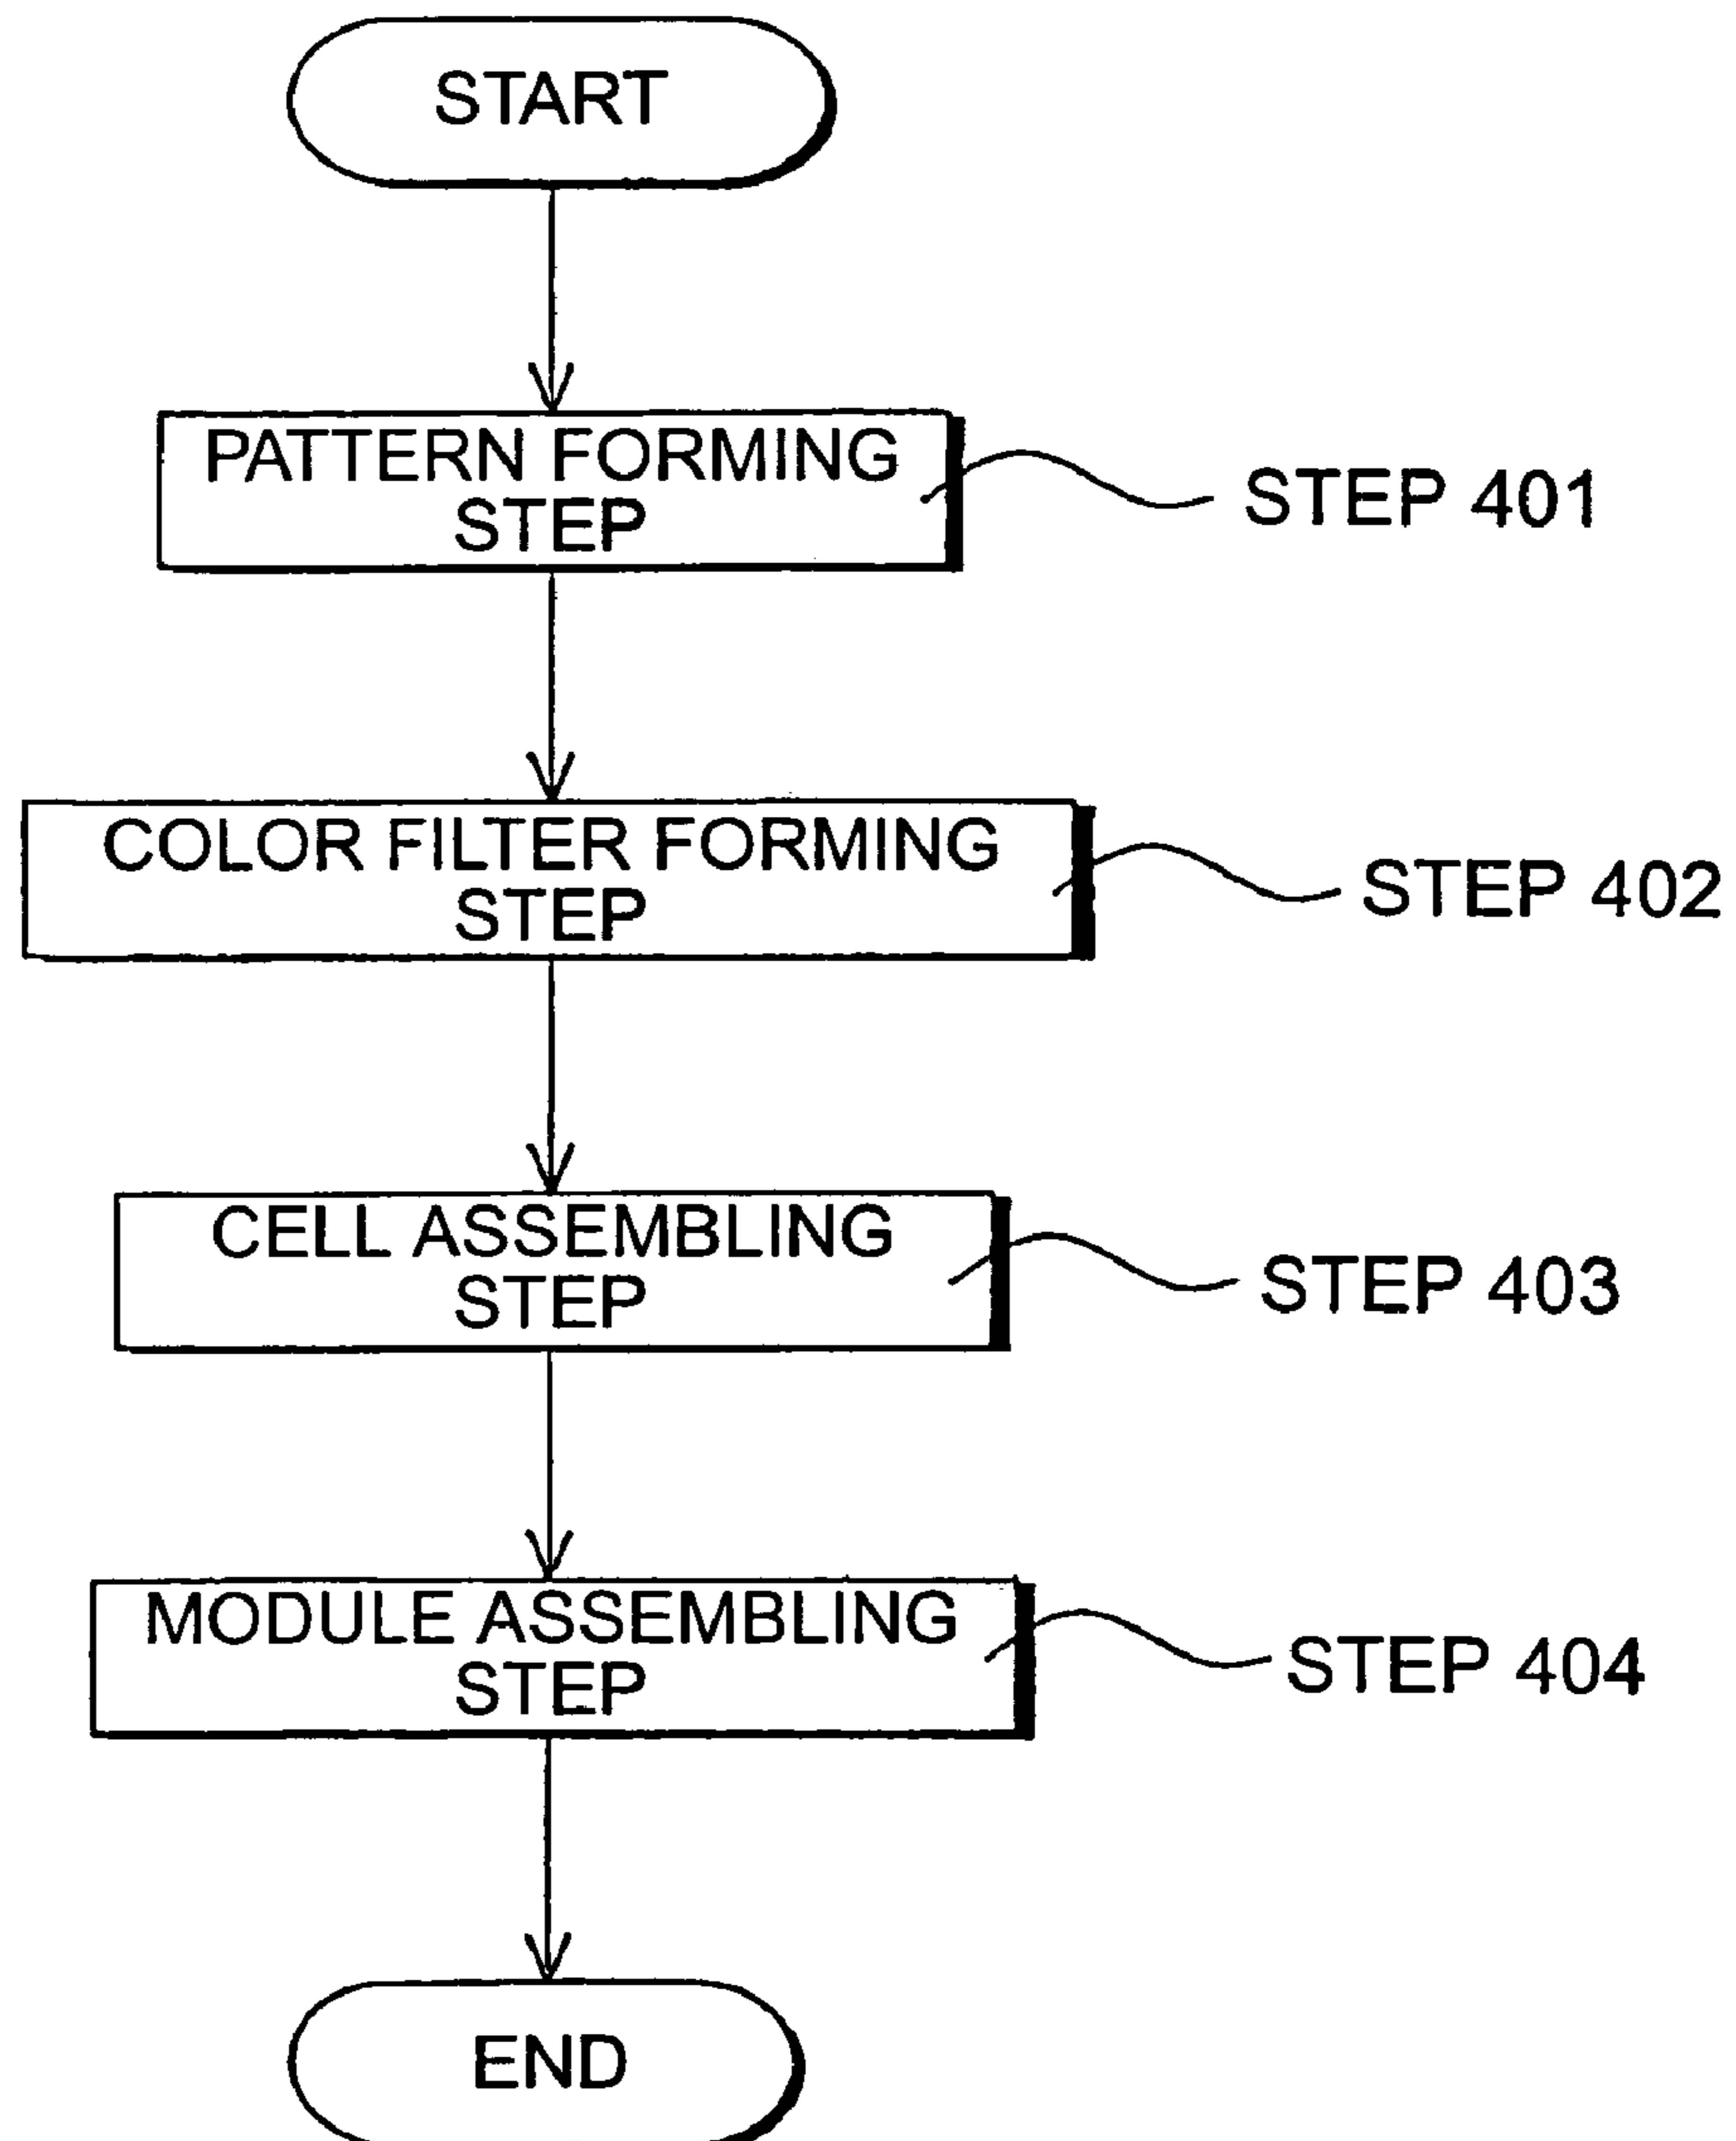 START
PATTERN FORMING
STEP
STEP 401
COLOR FILTER FORMING
STEP
STEP 402
CELL ASSEMBLING
STEP
STEP 403
MODULE ASSEMBLING
STEP
STEP 404
END